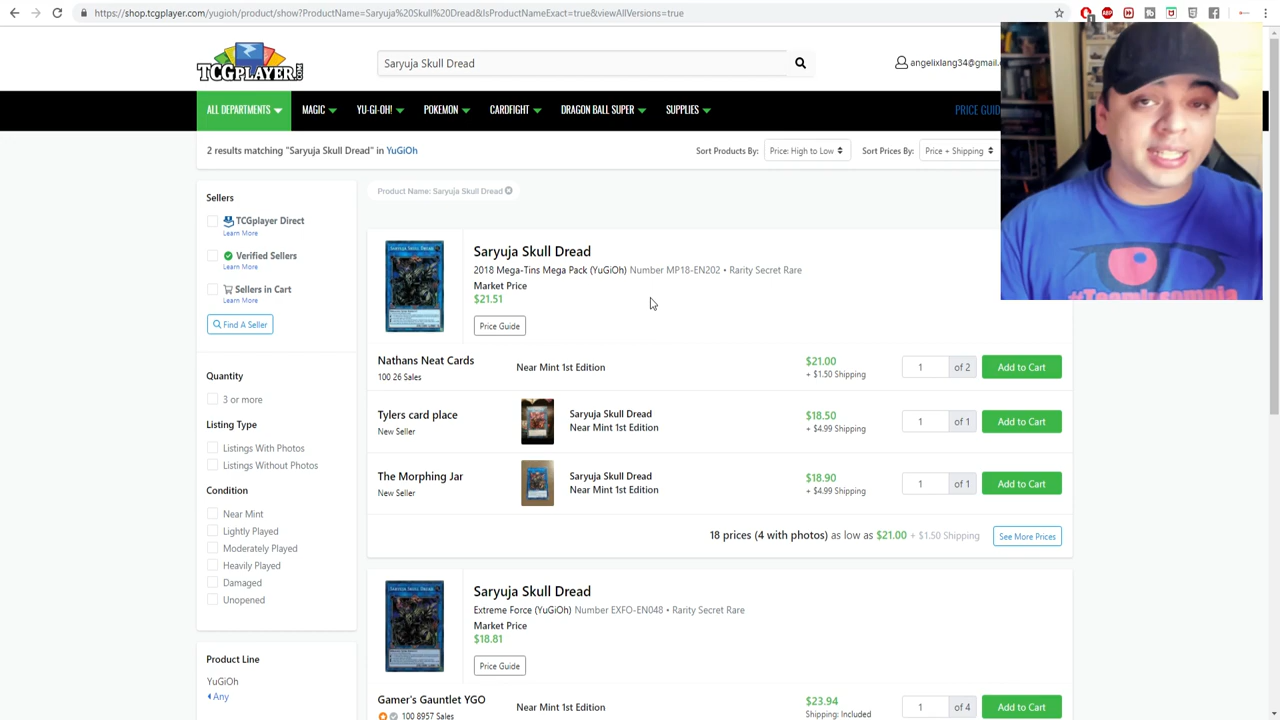 https://shop.tcgplayer.com/yugioh/product/show?ProductName=Saryuja%20Skull%20Dread&IsProductNameExact=true&viewAllVersions=true
TCGPLAYER.COM
Saryuja Skull Dread
angelixlang34@gmail.
ALL DEPARTMENTS
MAGIC
YU-GI-OH!
POKEMON
CARDFIGHT
DRAGON BALL SUPER
SUPPLIES
PRICE GUID
2 results matching "Saryuja Skull Dread" in YuGiOh
Sort Products By:
Price: High to Low
Sort Prices By:
Price + Shipping
Product Name: Saryuja Skull Dread
Sellers
TCGplayer Direct
Learn More
Verified Sellers
Learn More
Sellers in Cart
Learn More
Find A Seller
Quantity
3 or more
Listing Type
Listings With Photos
Listings Without Photos
Condition
Near Mint
Lightly Played
Moderately Played
Heavily Played
Damaged
Unopened
Product Line
YuGiOh
Any
Saryuja Skull Dread
2018 Mega-Tins Mega Pack (YuGiOh) Number MP18-EN202 • Rarity Secret Rare
Market Price
$21.51
Price Guide
Nathans Neat Cards
100 26 Sales
Near Mint 1st Edition
$21.00
+ $1.50 Shipping
1
of 2
Add to Cart
Tylers card place
New Seller
Saryuja Skull Dread
Near Mint 1st Edition
$18.50
+ $4.99 Shipping
1
of 1
Add to Cart
The Morphing Jar
New Seller
Saryuja Skull Dread
Near Mint 1st Edition
$18.90
+ $4.99 Shipping
1
of 1
Add to Cart
18 prices (4 with photos) as low as $21.00 + $1.50 Shipping
See More Prices
Saryuja Skull Dread
Extreme Force (YuGiOh) Number EXFO-EN048 • Rarity Secret Rare
Market Price
$18.81
Price Guide
Gamer's Gauntlet YGO
100 8957 Sales
Near Mint 1st Edition
$23.94
Shipping: Included
1
of 4
Add to Cart
#TeamInsomnia